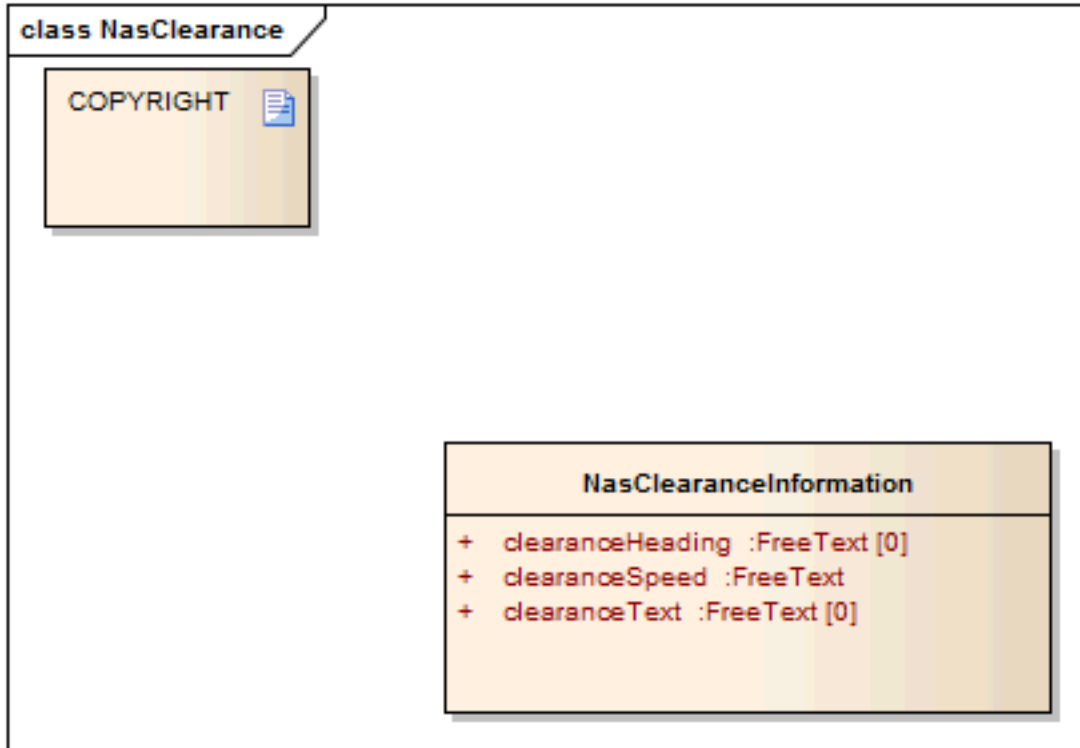 class NasClearance
COPYRIGHT
NasClearanceInformation
+ clearanceHeading :FreeText [0]
+ clearanceSpeed :FreeText
+ clearanceText :FreeText [0]